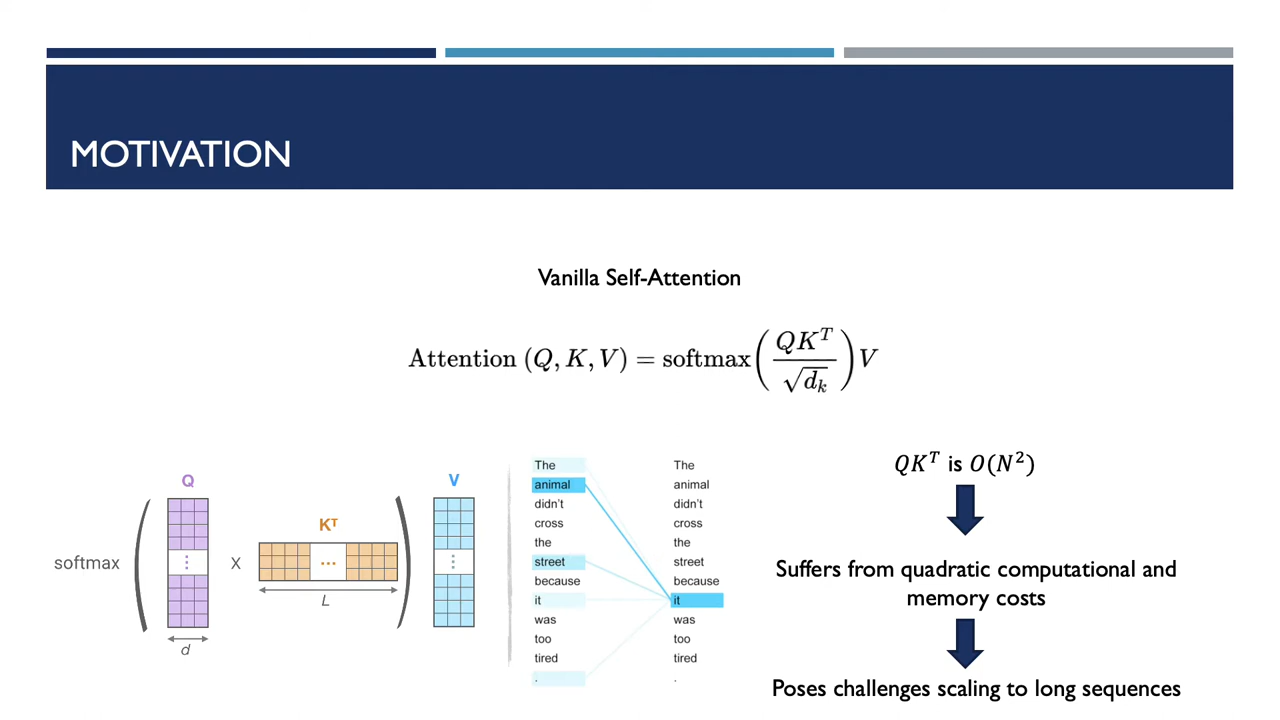 MOTIVATION
Vanilla Self-Attention
Attention (Q, K, V) = softmax(QK^T / √d_k)V
Q
V
K^T
softmax
X
...
L
d
The
animal
didn't
cross
the
street
because
it
was
too
tired
.
The
animal
didn't
cross
the
street
because
it
was
too
tired
.
QK^T is O(N^2)
Suffers from quadratic computational and
memory costs
Poses challenges scaling to long sequences